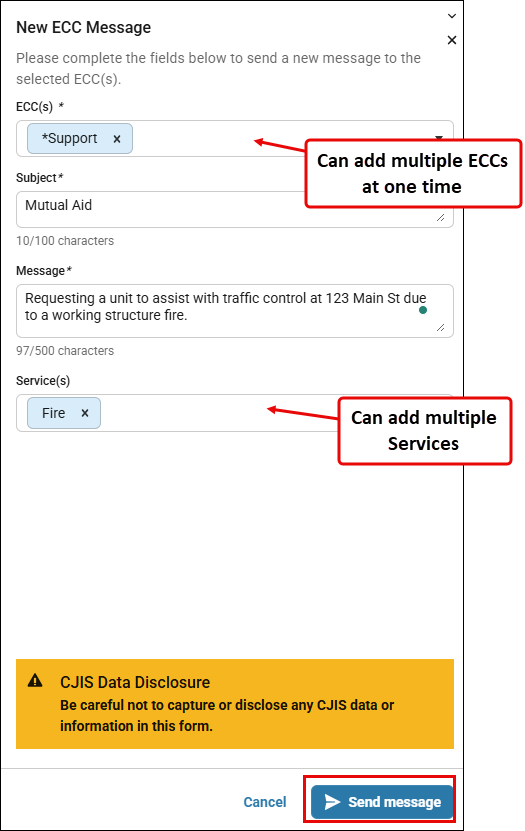 New ECC Message
Please complete the fields below to send a new message to the
selected ECC(s).
ECC(s) *
*Support ×
Can add multiple ECCs
at one time
Subject*
Mutual Aid
10/100 characters
Message*
Requesting a unit to assist with traffic control at 123 Main St due
to a working structure fire.
97/500 characters
Service(s)
Fire ×
Can add multiple
Services
CJIS Data Disclosure
Be careful not to capture or disclose any CJIS data or
information in this form.
Cancel
Send message